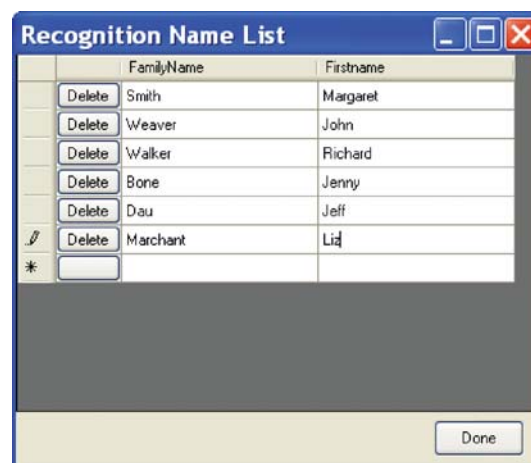 Recognition Name List
FamilyName Firstname
Delete Smith Margaret
Delete Weaver John
Delete Walker Richard
Delete Bone Jenny
Delete Dau Jeff
Delete Marchant Liz
Done